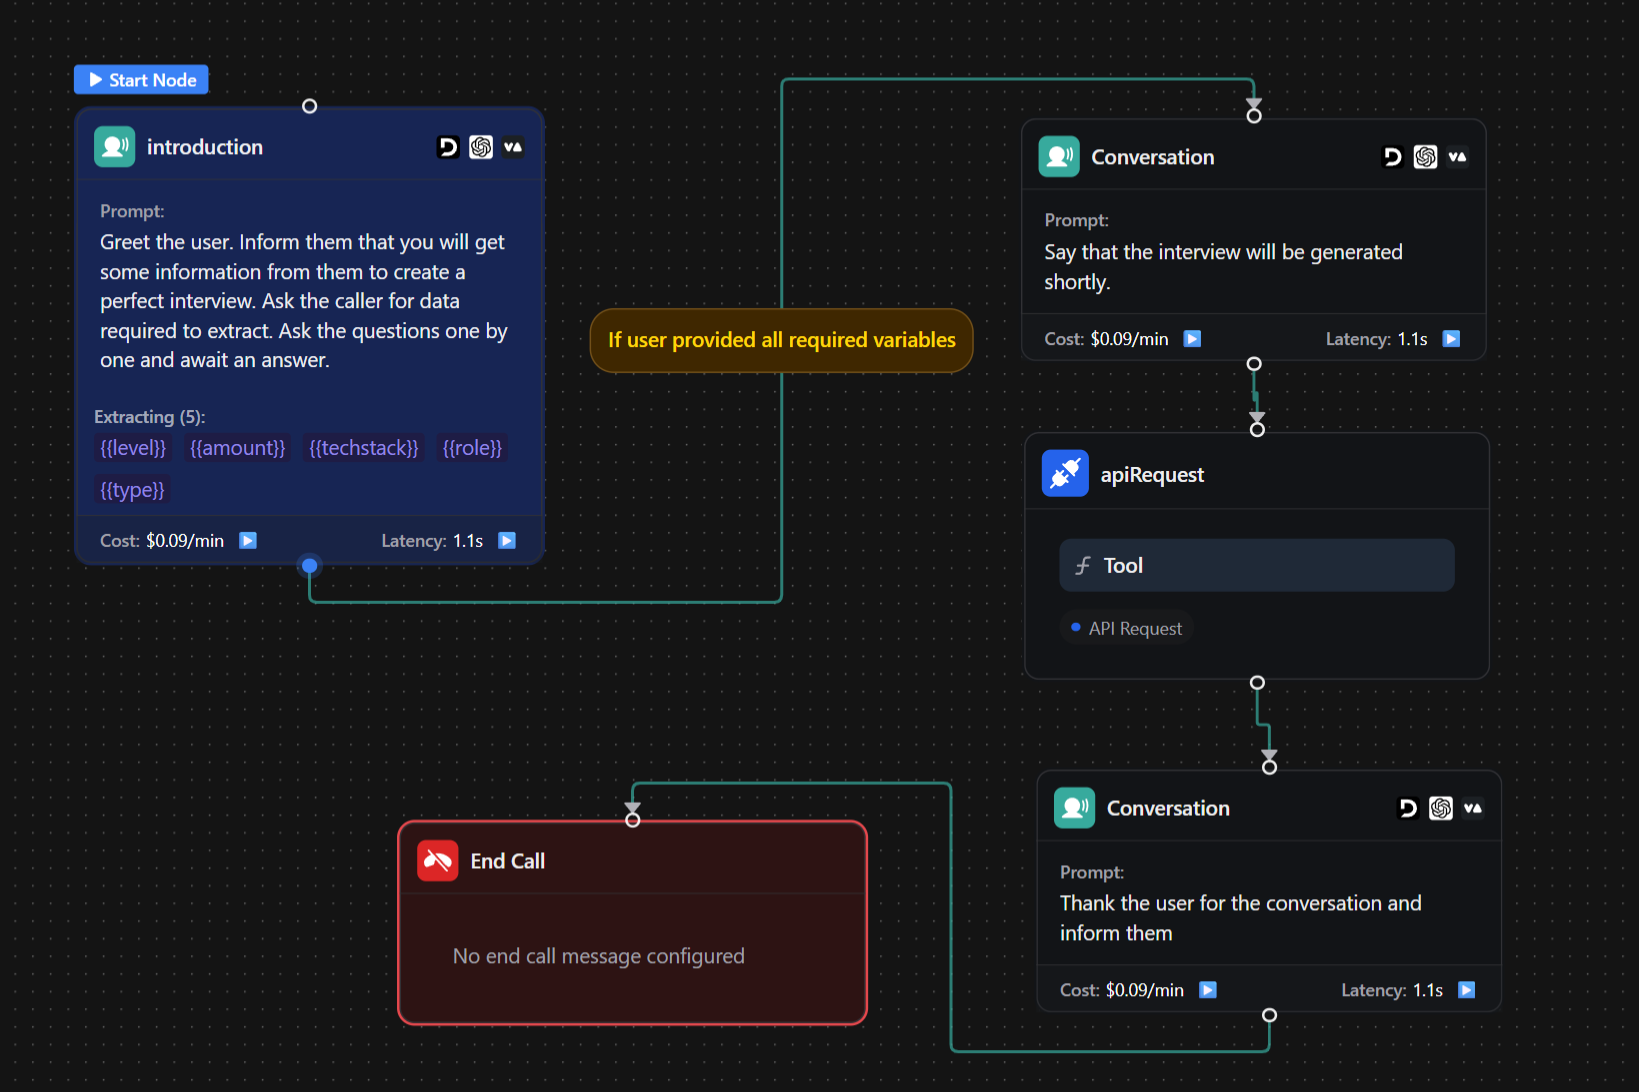 Start Node
introduction
Prompt:
Greet the user. Inform them that you will get
some information from them to create a
perfect interview. Ask the caller for data
required to extract. Ask the questions one by
one and await an answer.
Extracting (5):
{{level}} {{amount}} {{techstack}} {{role}}
{{type}}
Cost: $0.09/min Latency: 1.1s
If user provided all required variables
Conversation
Prompt:
Say that the interview will be generated
shortly.
Cost: $0.09/min Latency: 1.1s
apiRequest
Tool
API Request
Conversation
Prompt:
Thank the user for the conversation and
inform them
Cost: $0.09/min Latency: 1.1s
End Call
No end call message configured